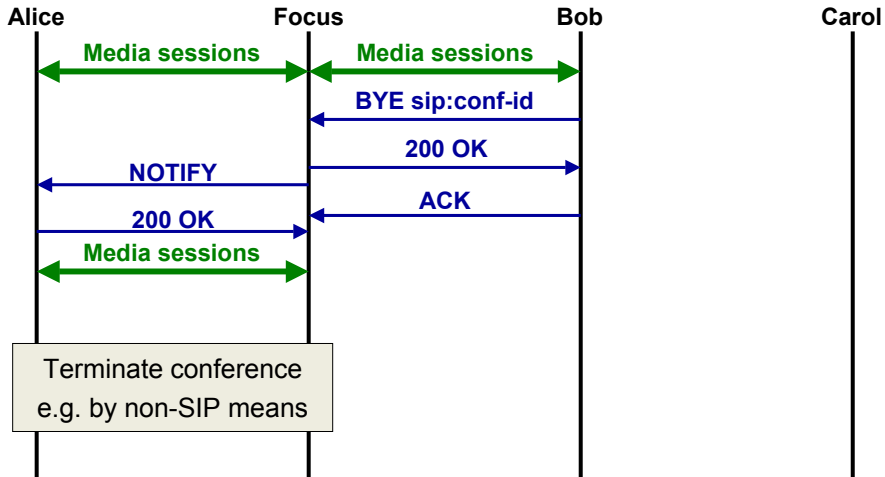 Alice Focus Bob Carol
Media sessions Media sessions
BYE sip:conf-id
200 OK
NOTIFY
ACK
200 OK
Media sessions
Terminate conference
e.g. by non-SIP means